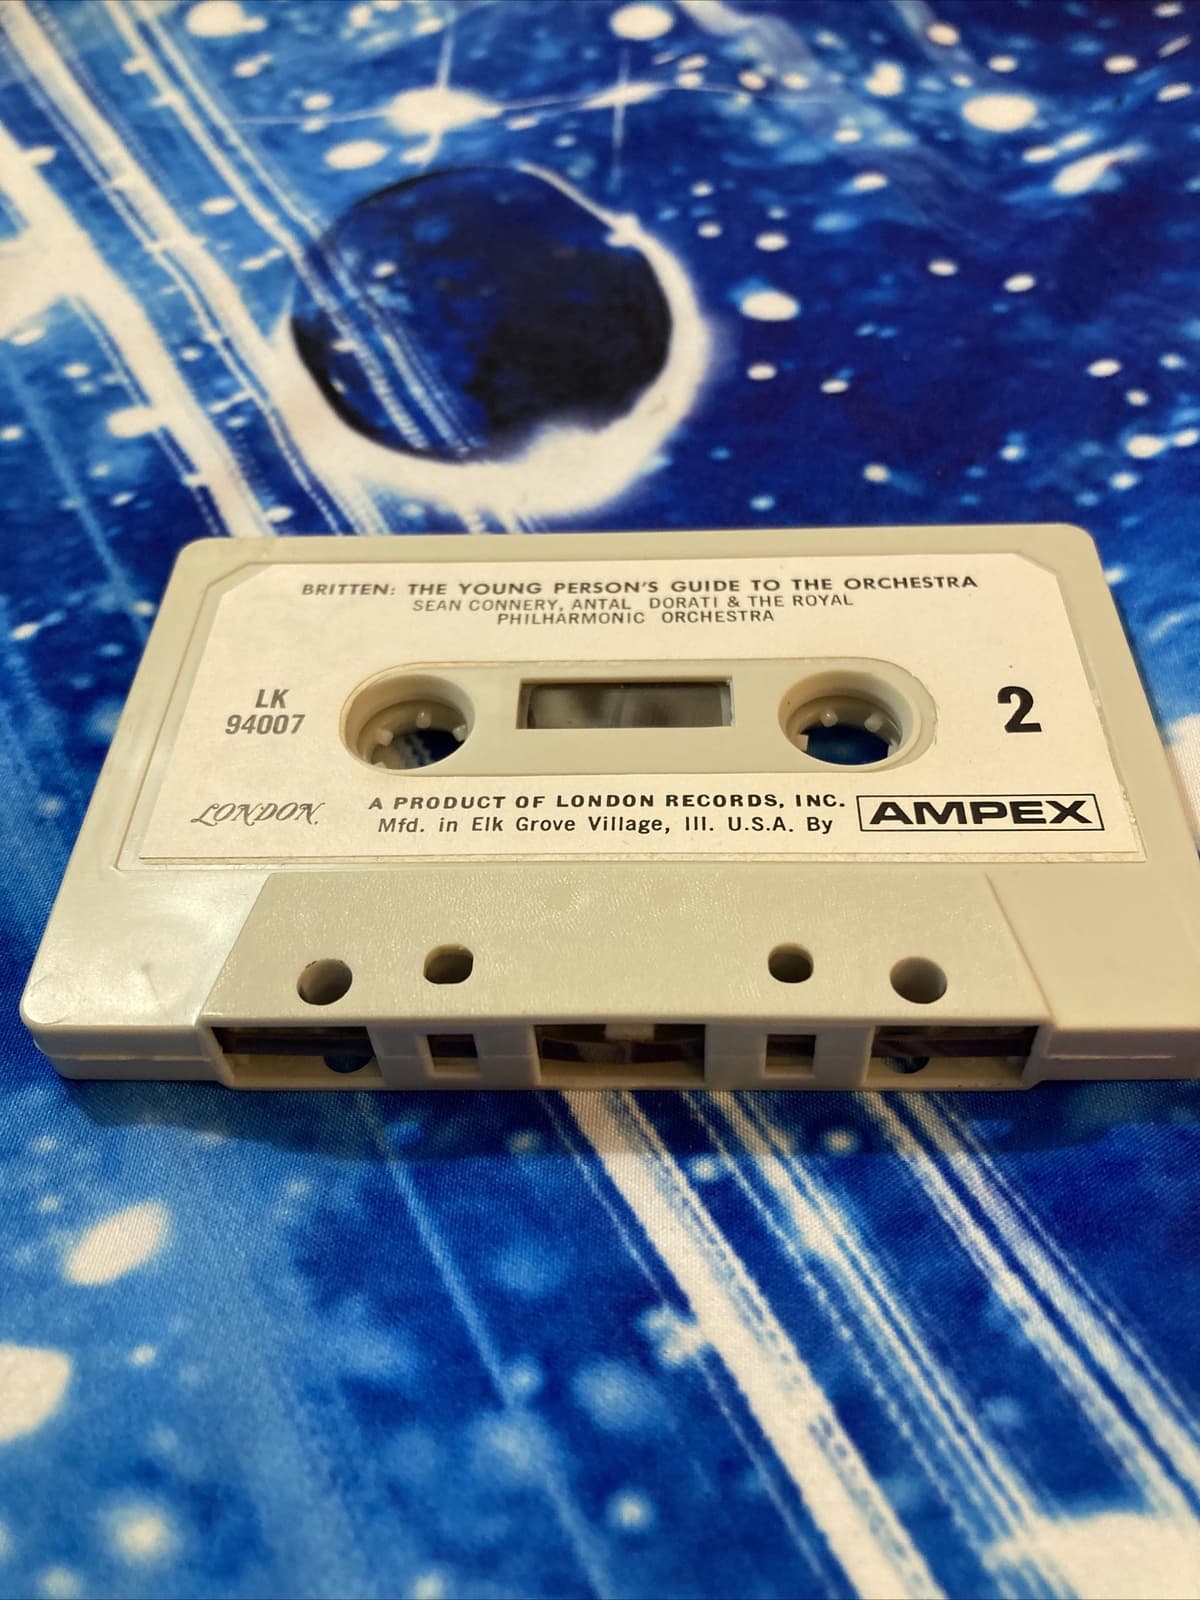 BRITTEN: THE YOUNG PERSON'S GUIDE TO THE ORCHESTRA
SEAN CONNERY, ANTAL DORATI & THE ROYAL
PHILHARMONIC ORCHESTRA
LK
94007
2
LONDON.
A PRODUCT OF LONDON RECORDS, INC.
Mfd. in Elk Grove Village, Ill. U.S.A. By
AMPEX